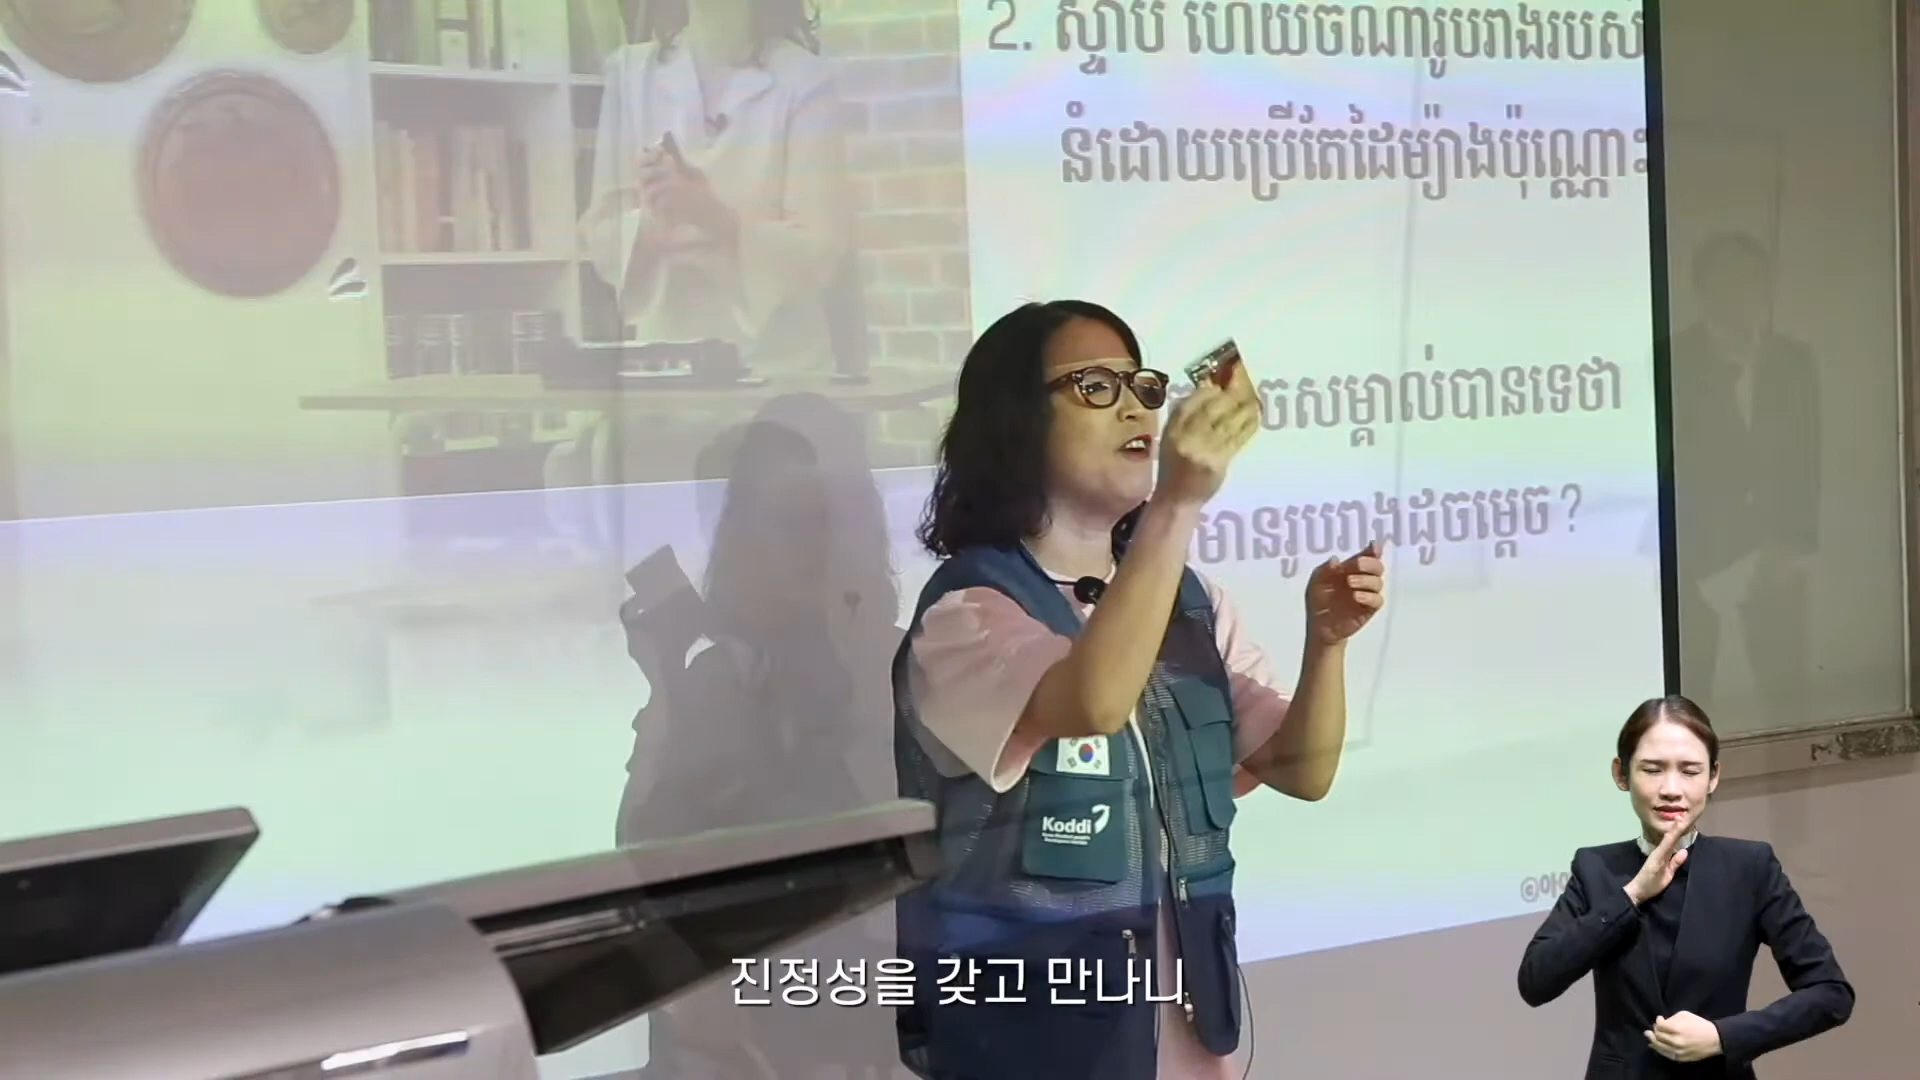 2. ស្ទាប ហើយចណារូបរាងរបស់
នំដោយប្រើតែដៃម្យ៉ាងប៉ុណ្ណោះ
ចសម្គាល់បានទេថា
មានរូបរាងដូចម្តេច?
Koddi
진정성을 갖고 만나니